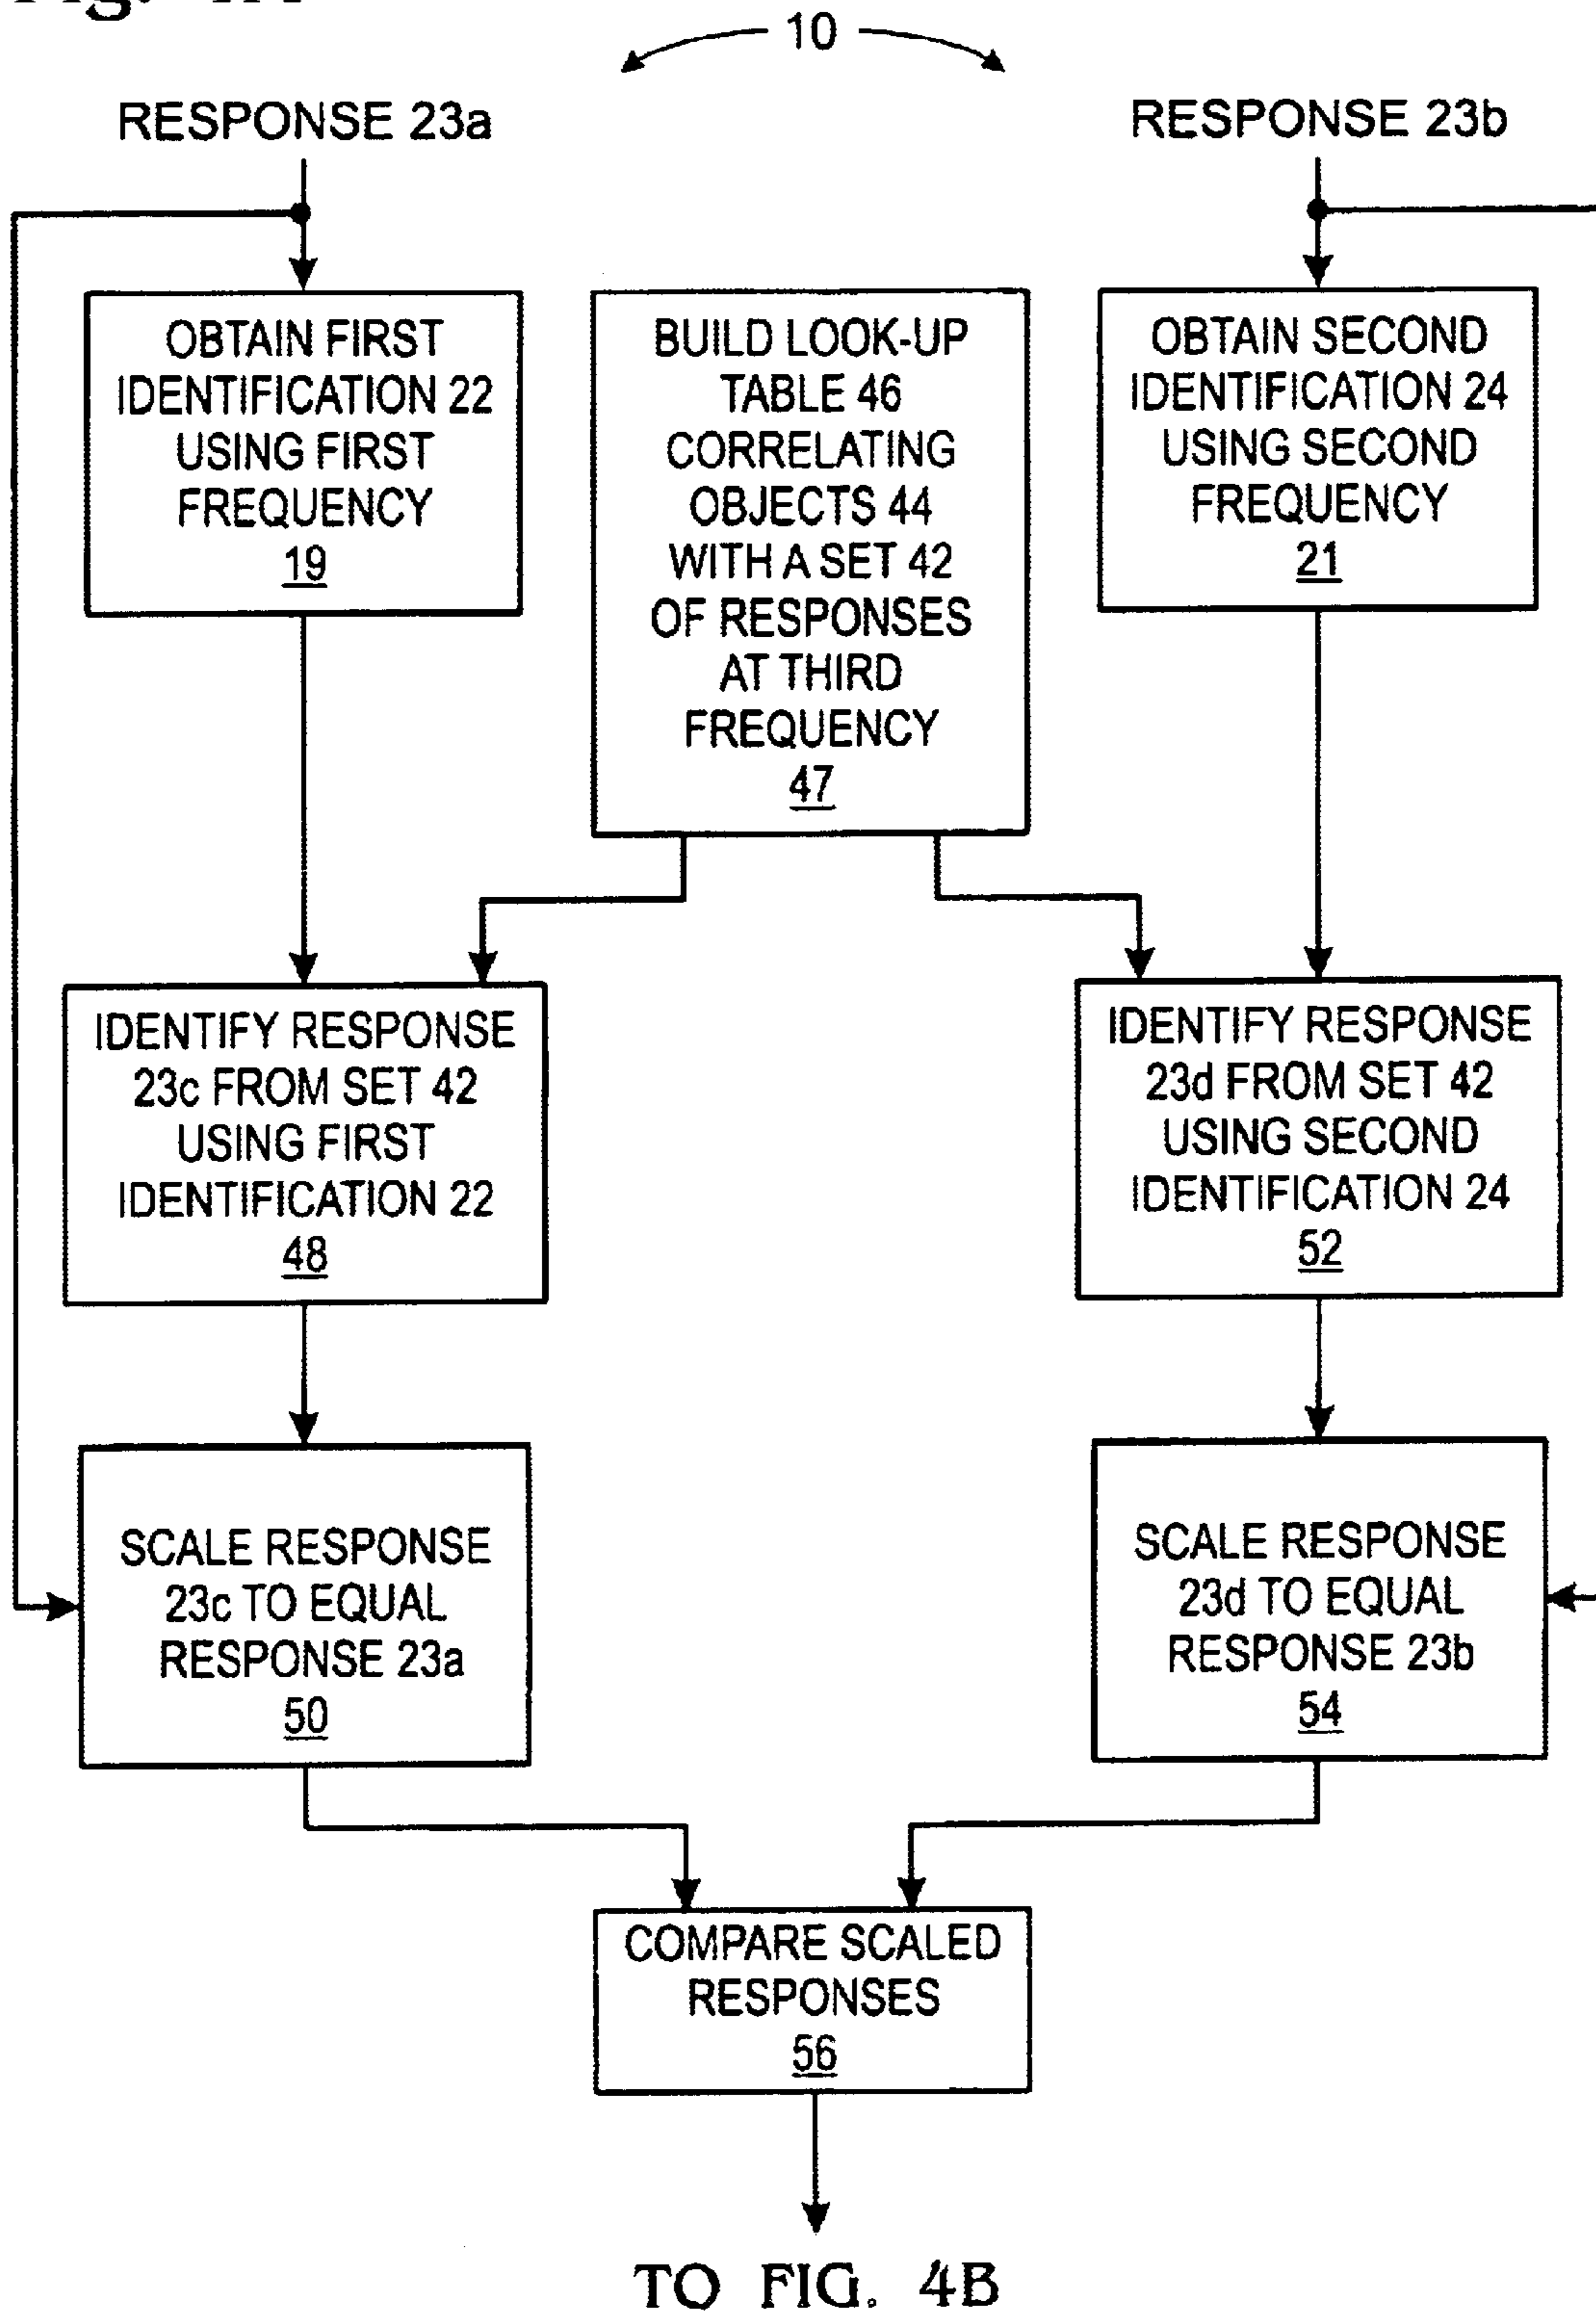 10
RESPONSE 23a
RESPONSE 23b
OBTAIN FIRST
IDENTIFICATION 22
USING FIRST
FREQUENCY
19
BUILD LOOK-UP
TABLE 46
CORRELATING
OBJECTS 44
WITH A SET 42
OF RESPONSES
AT THIRD
FREQUENCY
47
OBTAIN SECOND
IDENTIFICATION 24
USING SECOND
FREQUENCY
21
IDENTIFY RESPONSE
23c FROM SET 42
USING FIRST
IDENTIFICATION 22
48
IDENTIFY RESPONSE
23d FROM SET 42
USING SECOND
IDENTIFICATION 24
52
SCALE RESPONSE
23c TO EQUAL
RESPONSE 23a
50
SCALE RESPONSE
23d TO EQUAL
RESPONSE 23b
54
COMPARE SCALED
RESPONSES
56
TO FIG. 4B